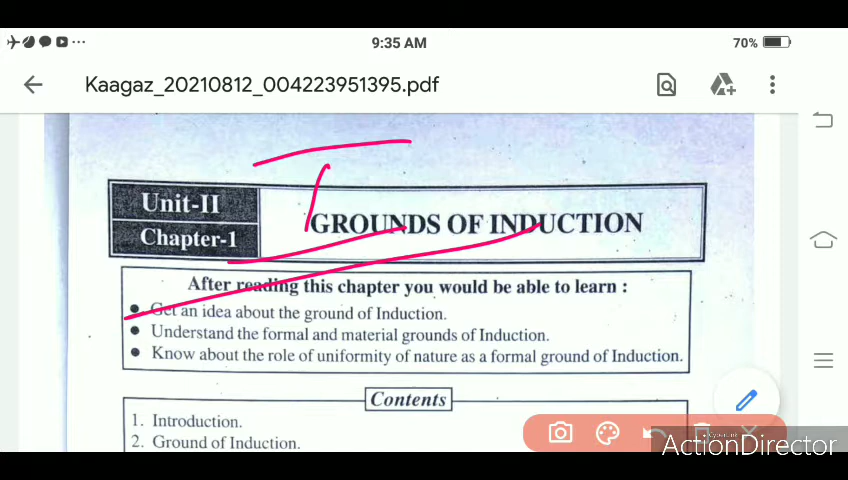 9:35 AM
70%
Kaagaz_20210812_004223951395.pdf
Unit-II
Chapter-1
GROUNDS OF INDUCTION
After reading this chapter you would be able to learn :
Get an idea about the ground of Induction.
Understand the formal and material grounds of Induction.
Know about the role of uniformity of nature as a formal ground of Induction.
Contents
1. Introduction.
2. Ground of Induction.
CyberLink
ActionDirector